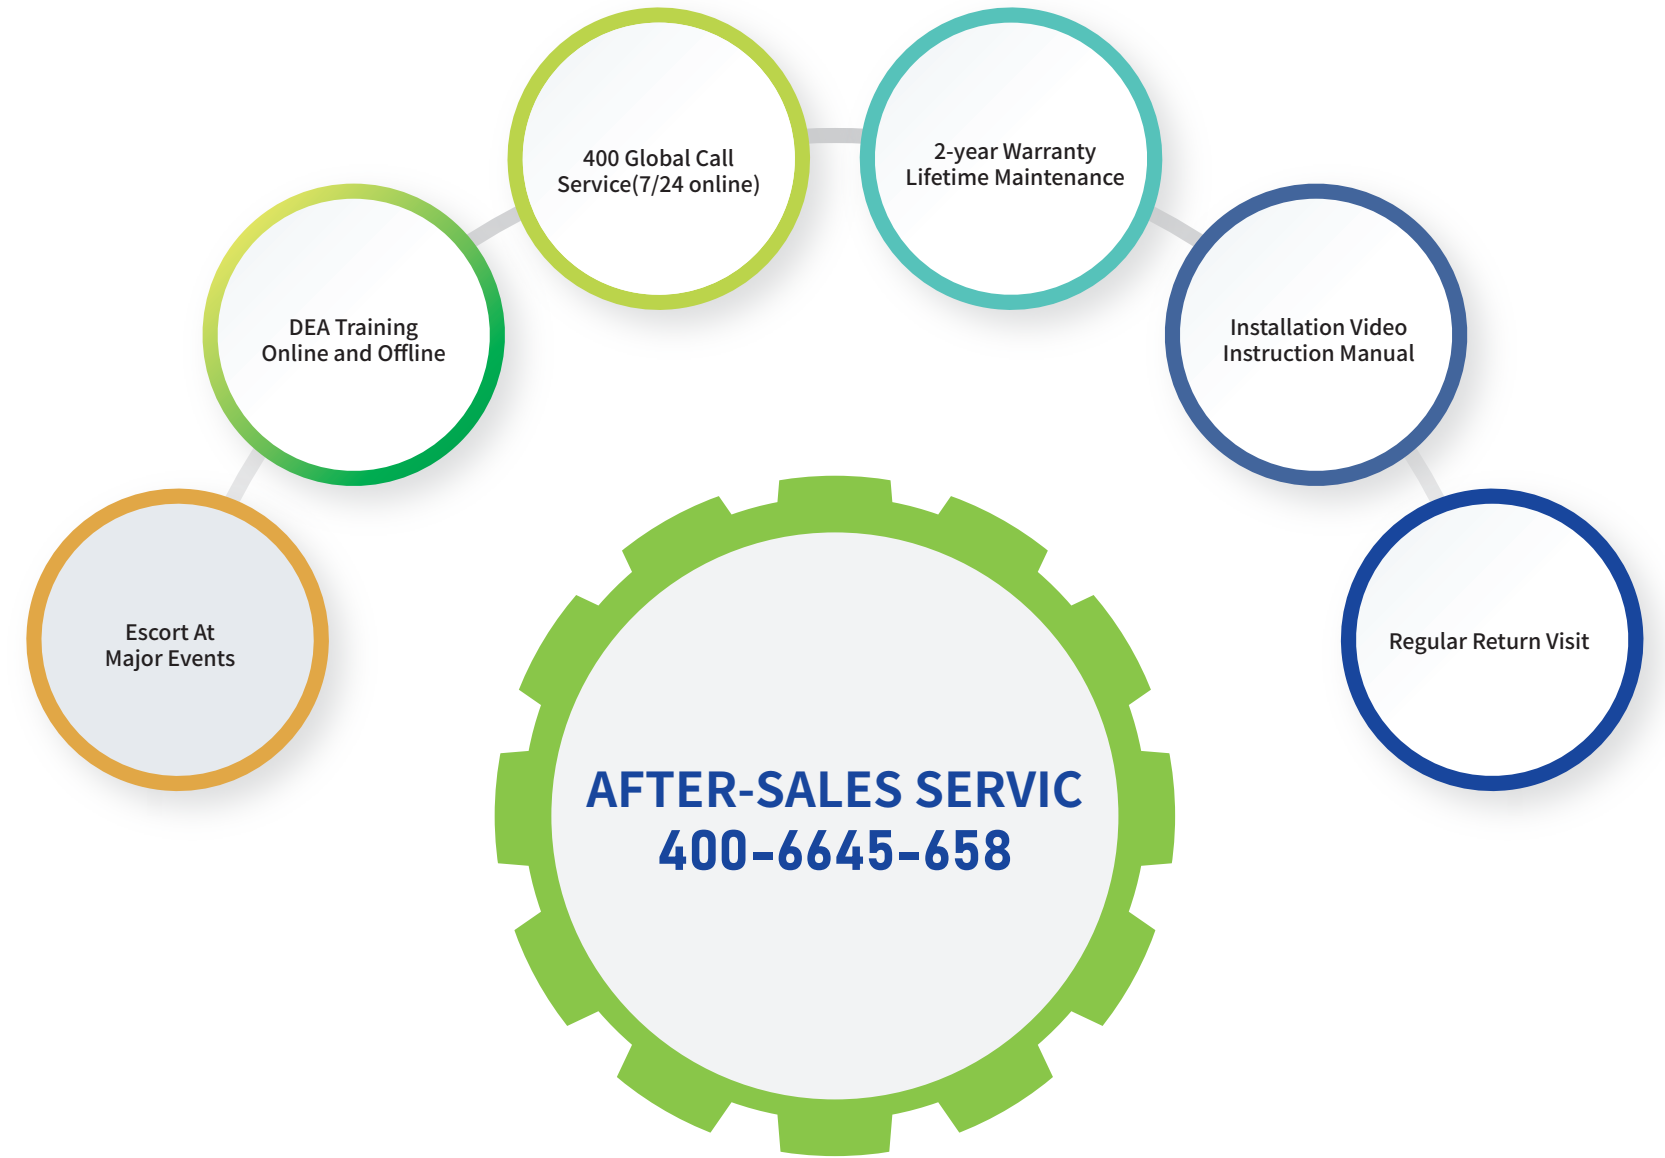 400 Global Call
Service(7/24 online)
2-year Warranty
Lifetime Maintenance
DEA Training
Online and Offline
Installation Video
Instruction Manual
Escort At
Major Events
Regular Return Visit
AFTER-SALES SERVIC
400-6645-658